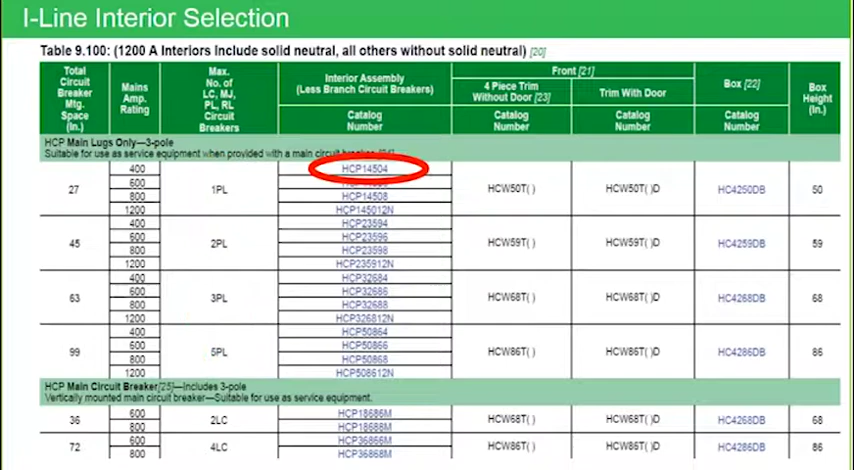 I-Line Interior Selection
Table 9.100: (1200 A Interiors Include solid neutral, all others without solid neutral) [20]
Total Circuit Breaker Mtg. Space (In.) Mains Amp. Rating Max. No. of LC, MJ, PL, RL Circuit Breakers Interior Assembly (Less Branch Circuit Breakers) Catalog Number Front [21] 4 Piece Trim Without Door [23] Catalog Number Trim With Door Catalog Number Box [22] Catalog Number Box Height (In.)
HCP Main Lugs Only—3-pole
Suitable for use as service equipment when provided with a main circuit breaker.
27 400 1PL HCP14504 HCW50T( ) HCW50T( )D HC4250DB 50
600
800 HCP14508
1200 HCP145012N
45 400 2PL HCP23594 HCW59T( ) HCW59T( )D HC4259DB 59
600 HCP23596
800 HCP23598
1200 HCP235912N
63 400 3PL HCP32684 HCW68T( ) HCW68T( )D HC4268DB 68
600 HCP32686
800 HCP32688
1200 HCP326812N
99 400 5PL HCP50864 HCW86T( ) HCW86T( )D HC4286DB 86
600 HCP50866
800 HCP50868
1200 HCP508612N
HCP Main Circuit Breaker[25]—Includes 3-pole
Vertically mounted main circuit breaker—Suitable for use as service equipment.
36 600 2LC HCP18686M HCW68T( ) HCW68T( )D HC4268DB 68
800 HCP18688M
72 600 4LC HCP36866M HCW86T( ) HCW86T( )D HC4286DB 86
800 HCP36868M